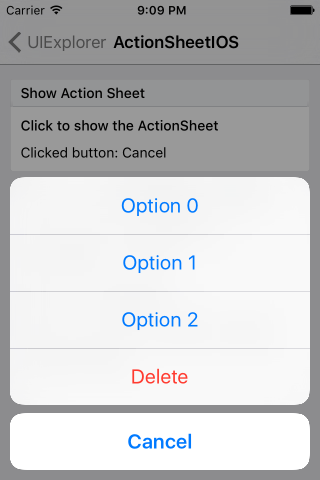 Carrier 9:09 PM
UIExplorer ActionSheetIOS
Show Action Sheet
Click to show the ActionSheet
Clicked button: Cancel
Option 0
Option 1
Option 2
Delete
Cancel